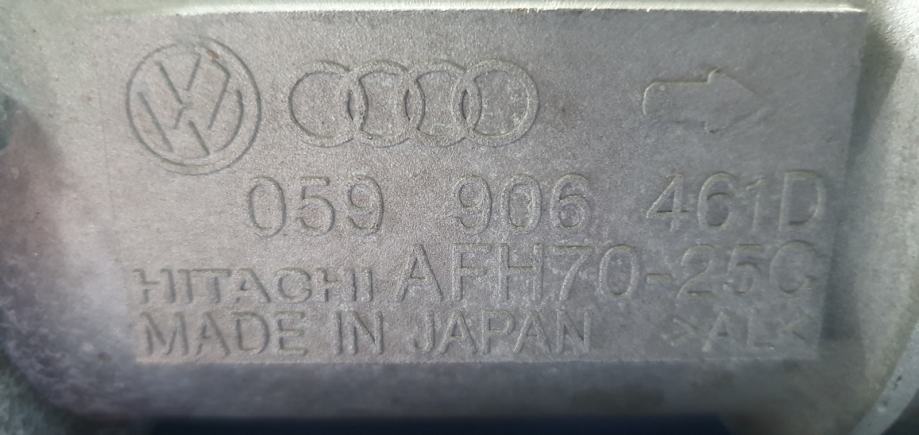 059 906 461D
HITACHI AFH70-25C
MADE IN JAPAN >AL<